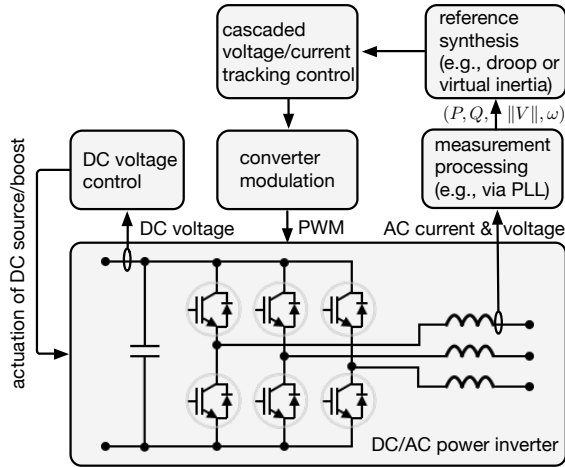 cascaded
voltage/current
tracking control
reference
synthesis
(e.g., droop or
virtual inertia)
(P, Q, ‖V‖, ω)
actuation of DC source/boost
DC voltage
control
converter
modulation
measurement
processing
(e.g., via PLL)
DC voltage
PWM
AC current & voltage
DC/AC power inverter